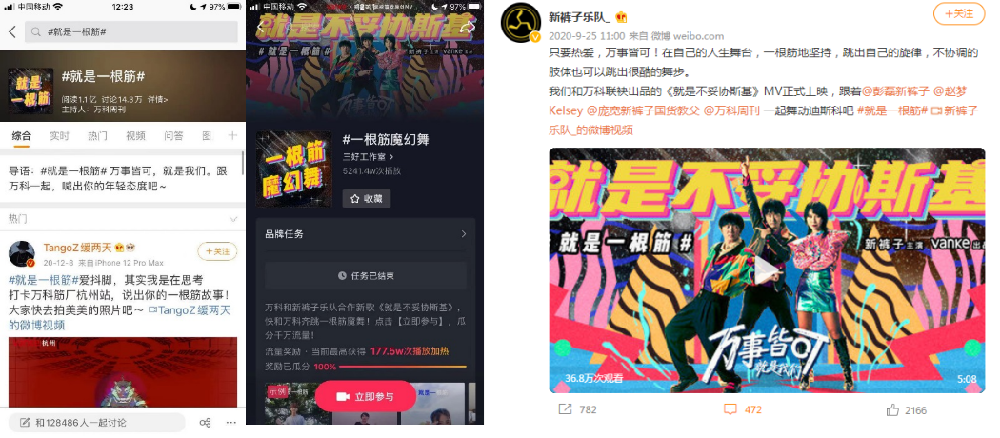 中国移动
12:23
97%
#就是一根筋#
#就是一根筋#
阅读1.1亿 讨论14.3万 详情>
主持人:万科周刊
综合 实时 热门 视频 问答 图
导语:#就是一根筋# 万事皆可,就是我们。跟
万科一起,喊出你的年轻态度吧~
热门
TangoZ缓两天
+关注
20-12-8 来自iPhone 12 Pro Max
#就是一根筋#爱抖脚,其实我是在思考
打卡万科筋厂杭州站,说出你的一根筋故事!
大家快去拍美美的照片吧~ TangoZ缓两天
的微博视频
杭州
和128486人一起讨论
中国移动
97%
就是不妥协斯基
万事皆可
一根筋
魔幻舞
#一根筋魔幻舞
三好工作室 >
5241.4w次播放
收藏
品牌任务
任务已结束
万科和新裤子乐队合作新歌《就是不妥协斯基》,
快和万科齐跳一根筋魔舞!点击【立即参与】,瓜
分千万流量!
流量奖励 · 当前最高获得 177.5w次播放加热
奖励已瓜分 100%
示例
立即参与
新裤子乐队_
+关注
2020-9-25 11:00 来自 微博 weibo.com
只要热爱,万事皆可!在自己的人生舞台,一根筋地坚持,跳出自己的旋律,不协调的
肢体也可以跳出很酷的舞步。
我们和万科联袂出品的《就是不妥协斯基》MV正式上映,跟着@彭磊新裤子 @赵梦
Kelsey @庞宽新裤子国货教父 @万科周刊 一起舞动迪斯科吧 #就是一根筋# 新裤子
乐队_的微博视频
就是不妥协斯基
#就是一根筋#
新裤子主演 vanke出品
万事皆可
就是我们
36.8万次观看
5:08
782
472
2166